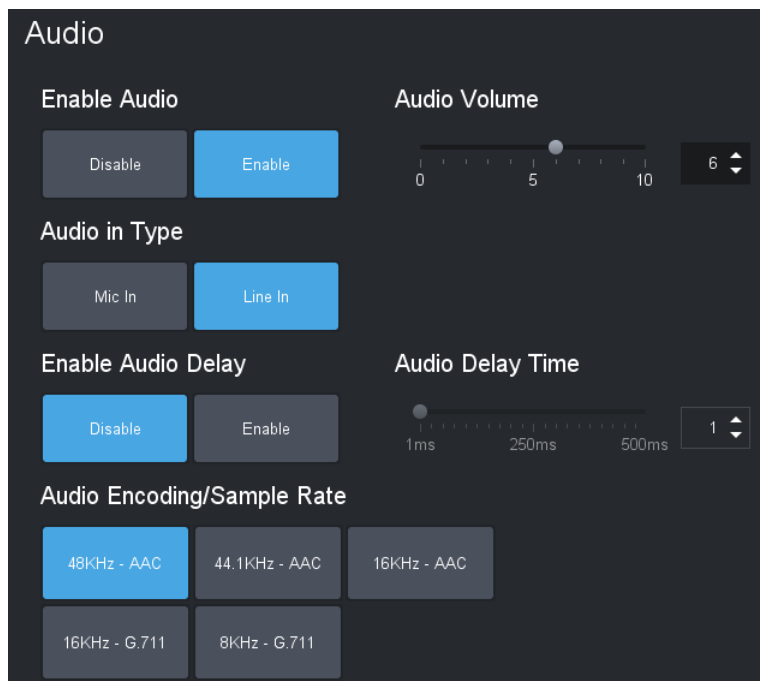 Audio
Enable Audio
Audio Volume
Disable
Enable
6
0
5
10
Audio in Type
Mic In
Line In
Enable Audio Delay
Audio Delay Time
Disable
Enable
1
1ms
250ms
500ms
Audio Encoding/Sample Rate
48KHz - AAC
44.1KHz - AAC
16KHz - AAC
16KHz - G.711
8KHz - G.711